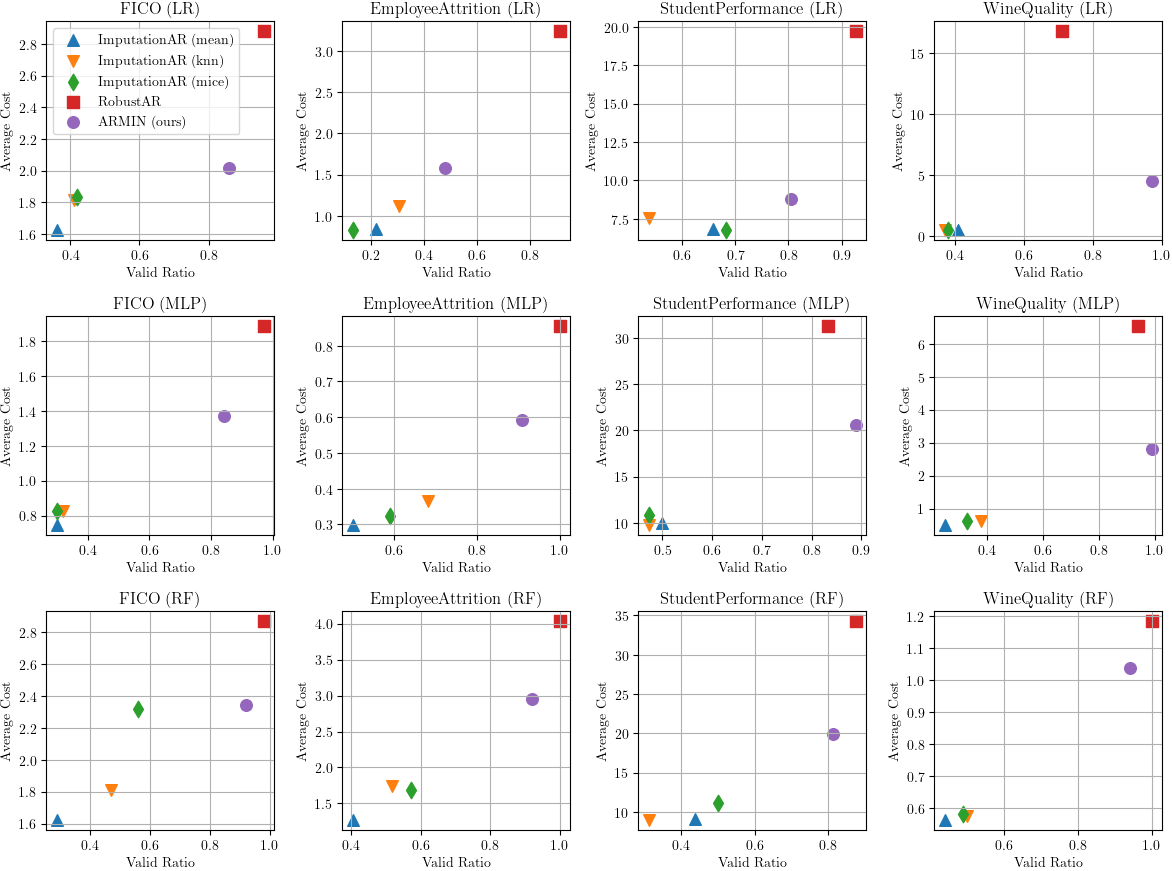 FICO (LR)
2.8
2.6
2.4
2.2
2.0
1.8
1.6
Average Cost
ImputationAR (mean)
ImputationAR (knn)
ImputationAR (mice)
RobustAR
ARMIN (ours)
0.4 0.6 0.8
Valid Ratio
EmployeeAttrition (LR)
3.0
2.5
2.0
1.5
1.0
Average Cost
0.2 0.4 0.6 0.8
Valid Ratio
StudentPerformance (LR)
20.0
17.5
15.0
12.5
10.0
7.5
Average Cost
0.6 0.7 0.8 0.9
Valid Ratio
WineQuality (LR)
15
10
5
0
Average Cost
0.4 0.6 0.8 1.0
Valid Ratio
FICO (MLP)
1.8
1.6
1.4
1.2
1.0
0.8
Average Cost
0.4 0.6 0.8 1.0
Valid Ratio
EmployeeAttrition (MLP)
0.8
0.7
0.6
0.5
0.4
0.3
Average Cost
0.6 0.8 1.0
Valid Ratio
StudentPerformance (MLP)
30
25
20
15
10
Average Cost
0.5 0.6 0.7 0.8 0.9
Valid Ratio
WineQuality (MLP)
6
5
4
3
2
1
Average Cost
0.4 0.6 0.8 1.0
Valid Ratio
FICO (RF)
2.8
2.6
2.4
2.2
2.0
1.8
1.6
Average Cost
0.4 0.6 0.8 1.0
Valid Ratio
EmployeeAttrition (RF)
4.0
3.5
3.0
2.5
2.0
1.5
Average Cost
0.4 0.6 0.8 1.0
Valid Ratio
StudentPerformance (RF)
35
30
25
20
15
10
Average Cost
0.4 0.6 0.8
Valid Ratio
WineQuality (RF)
1.2
1.1
1.0
0.9
0.8
0.7
0.6
Average Cost
0.6 0.8 1.0
Valid Ratio